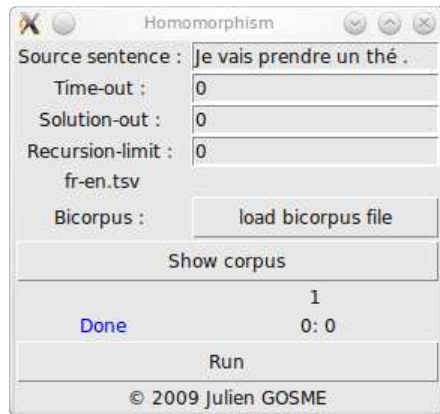 Homomorphism
Source sentence : Je vais prendre un thé .
Time-out : 0
Solution-out : 0
Recursion-limit : 0
fr-en.tsv
Bicorpus : load bicorpus file
Show corpus
1
Done 0: 0
Run
© 2009 Julien GOSME